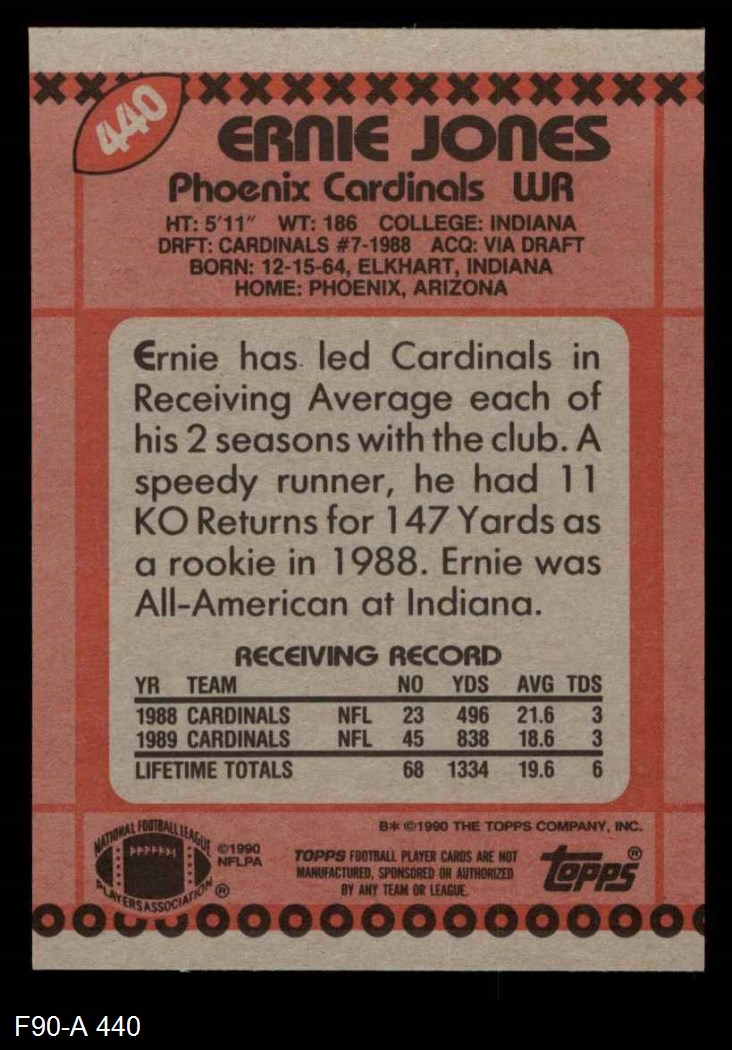 440
ERNIE JONES
Phoenix Cardinals WR
HT: 5'11" WT: 186 COLLEGE: INDIANA
DRFT: CARDINALS #7-1988 ACQ: VIA DRAFT
BORN: 12-15-64, ELKHART, INDIANA
HOME: PHOENIX, ARIZONA
Ernie has led Cardinals in
Receiving Average each of
his 2 seasons with the club. A
speedy runner, he had 11
KO Returns for 147 Yards as
a rookie in 1988. Ernie was
All-American at Indiana.
RECEIVING RECORD
YR TEAM NO YDS AVG TDS
1988 CARDINALS NFL 23 496 21.6 3
1989 CARDINALS NFL 45 838 18.6 3
LIFETIME TOTALS 68 1334 19.6 6
B* ©1990 THE TOPPS COMPANY, INC.
NATIONAL FOOTBALL LEAGUE
PLAYERS ASSOCIATION ®
©1990
NFLPA
TOPPS FOOTBALL PLAYER CARDS ARE NOT
MANUFACTURED, SPONSORED OR AUTHORIZED
BY ANY TEAM OR LEAGUE.
topps®
F90-A 440